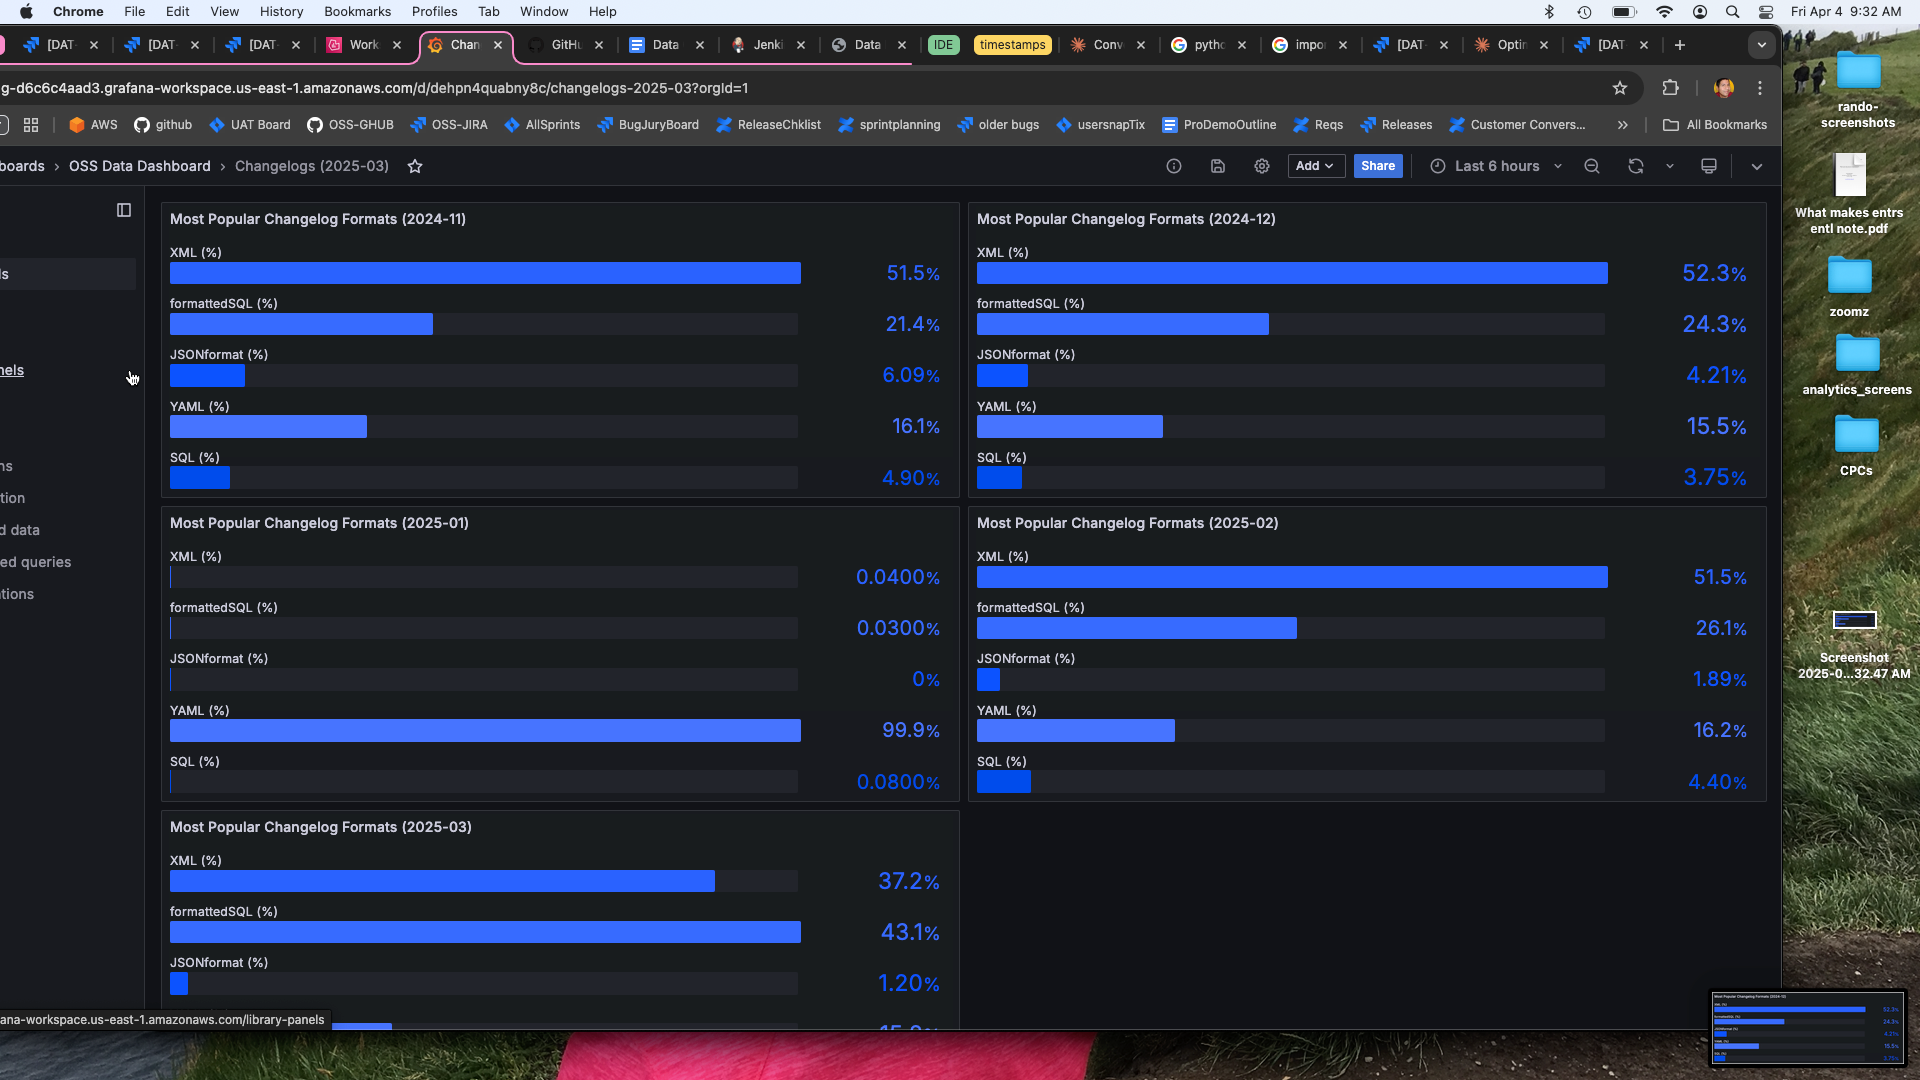 Chrome File Edit View History Bookmarks Profiles Tab Window Help Fri Apr 4 9:32 AM
[DAT [DAT [DAT Work Chan GitHu Data Jenki Data IDE timestamps Conv pytho impo [DAT Optin [DAT
g-d6c6c4aad3.grafana-workspace.us-east-1.amazonaws.com/d/dehpn4quabny8c/changelogs-2025-03?orgId=1
AWS github UAT Board OSS-GHUB OSS-JIRA AllSprints BugJuryBoard ReleaseChklist sprintplanning older bugs usersnapTix ProDemoOutline Reqs Releases Customer Convers... All Bookmarks
boards › OSS Data Dashboard › Changelogs (2025-03) Add Share Last 6 hours
ls
nels
ns
tion
d data
ed queries
ations
Most Popular Changelog Formats (2024-11)
XML (%)
51.5%
formattedSQL (%)
21.4%
JSONformat (%)
6.09%
YAML (%)
16.1%
SQL (%)
4.90%
Most Popular Changelog Formats (2024-12)
XML (%)
52.3%
formattedSQL (%)
24.3%
JSONformat (%)
4.21%
YAML (%)
15.5%
SQL (%)
3.75%
Most Popular Changelog Formats (2025-01)
XML (%)
0.0400%
formattedSQL (%)
0.0300%
JSONformat (%)
0%
YAML (%)
99.9%
SQL (%)
0.0800%
Most Popular Changelog Formats (2025-02)
XML (%)
51.5%
formattedSQL (%)
26.1%
JSONformat (%)
1.89%
YAML (%)
16.2%
SQL (%)
4.40%
Most Popular Changelog Formats (2025-03)
XML (%)
37.2%
formattedSQL (%)
43.1%
JSONformat (%)
1.20%
ana-workspace.us-east-1.amazonaws.com/library-panels
rando-
screenshots
What makes entrs
entl note.pdf
zoomz
analytics_screens
CPCs
Screenshot
2025-0...32.47 AM